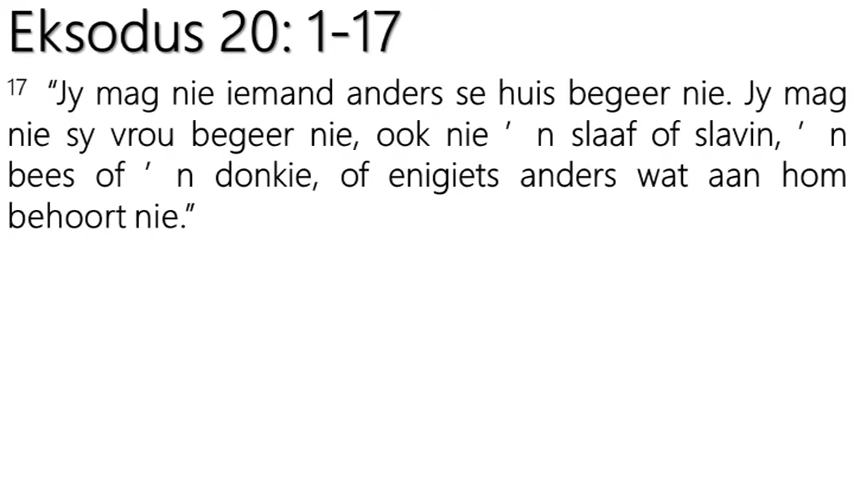 Eksodus 20: 1-17
17 “Jy mag nie iemand anders se huis begeer nie. Jy mag
nie sy vrou begeer nie, ook nie ’ n slaaf of slavin, ’ n
bees of ’ n donkie, of enigiets anders wat aan hom
behoort nie.”